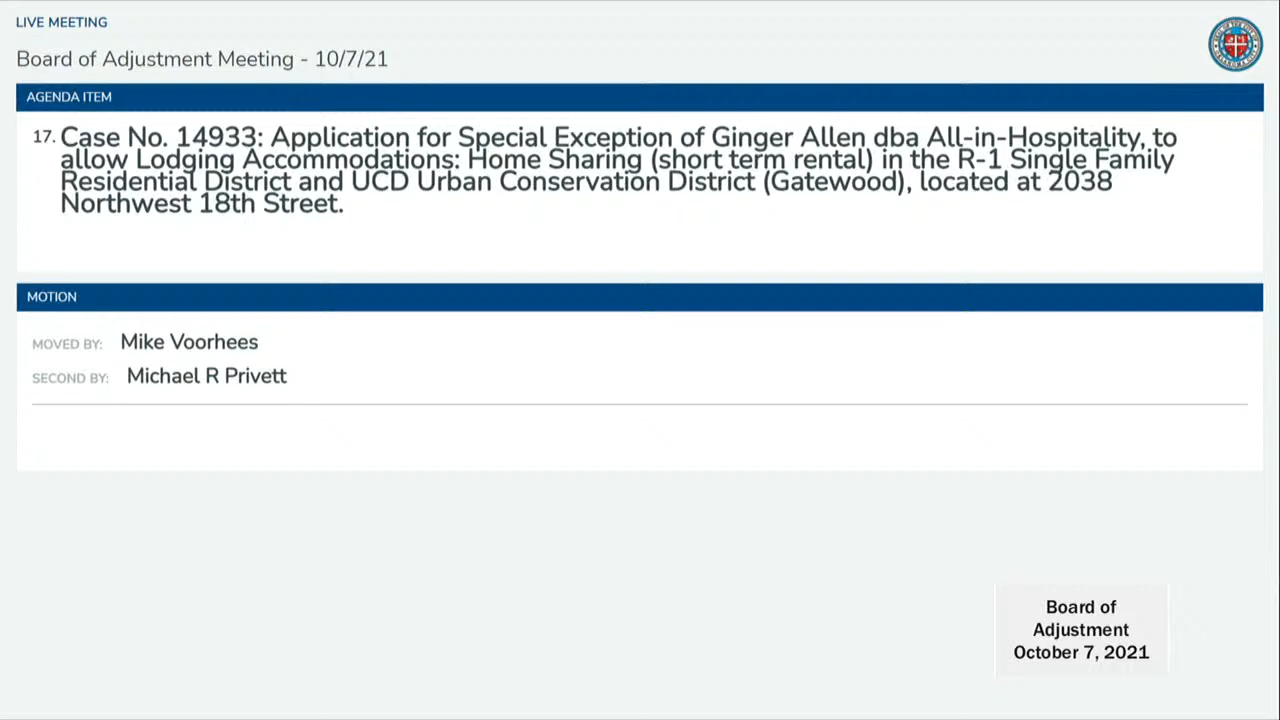 LIVE MEETING
Board of Adjustment Meeting - 10/7/21
AGENDA ITEM
17. Case No. 14933: Application for Special Exception of Ginger Allen dba All-in-Hospitality, to
allow Lodging Accommodations: Home Sharing (short term rental) in the R-1 Single Family
Residential District and UCD Urban Conservation District (Gatewood), located at 2038
Northwest 18th Street.
MOTION
MOVED BY: Mike Voorhees
SECOND BY: Michael R Privett
Board of
Adjustment
October 7, 2021